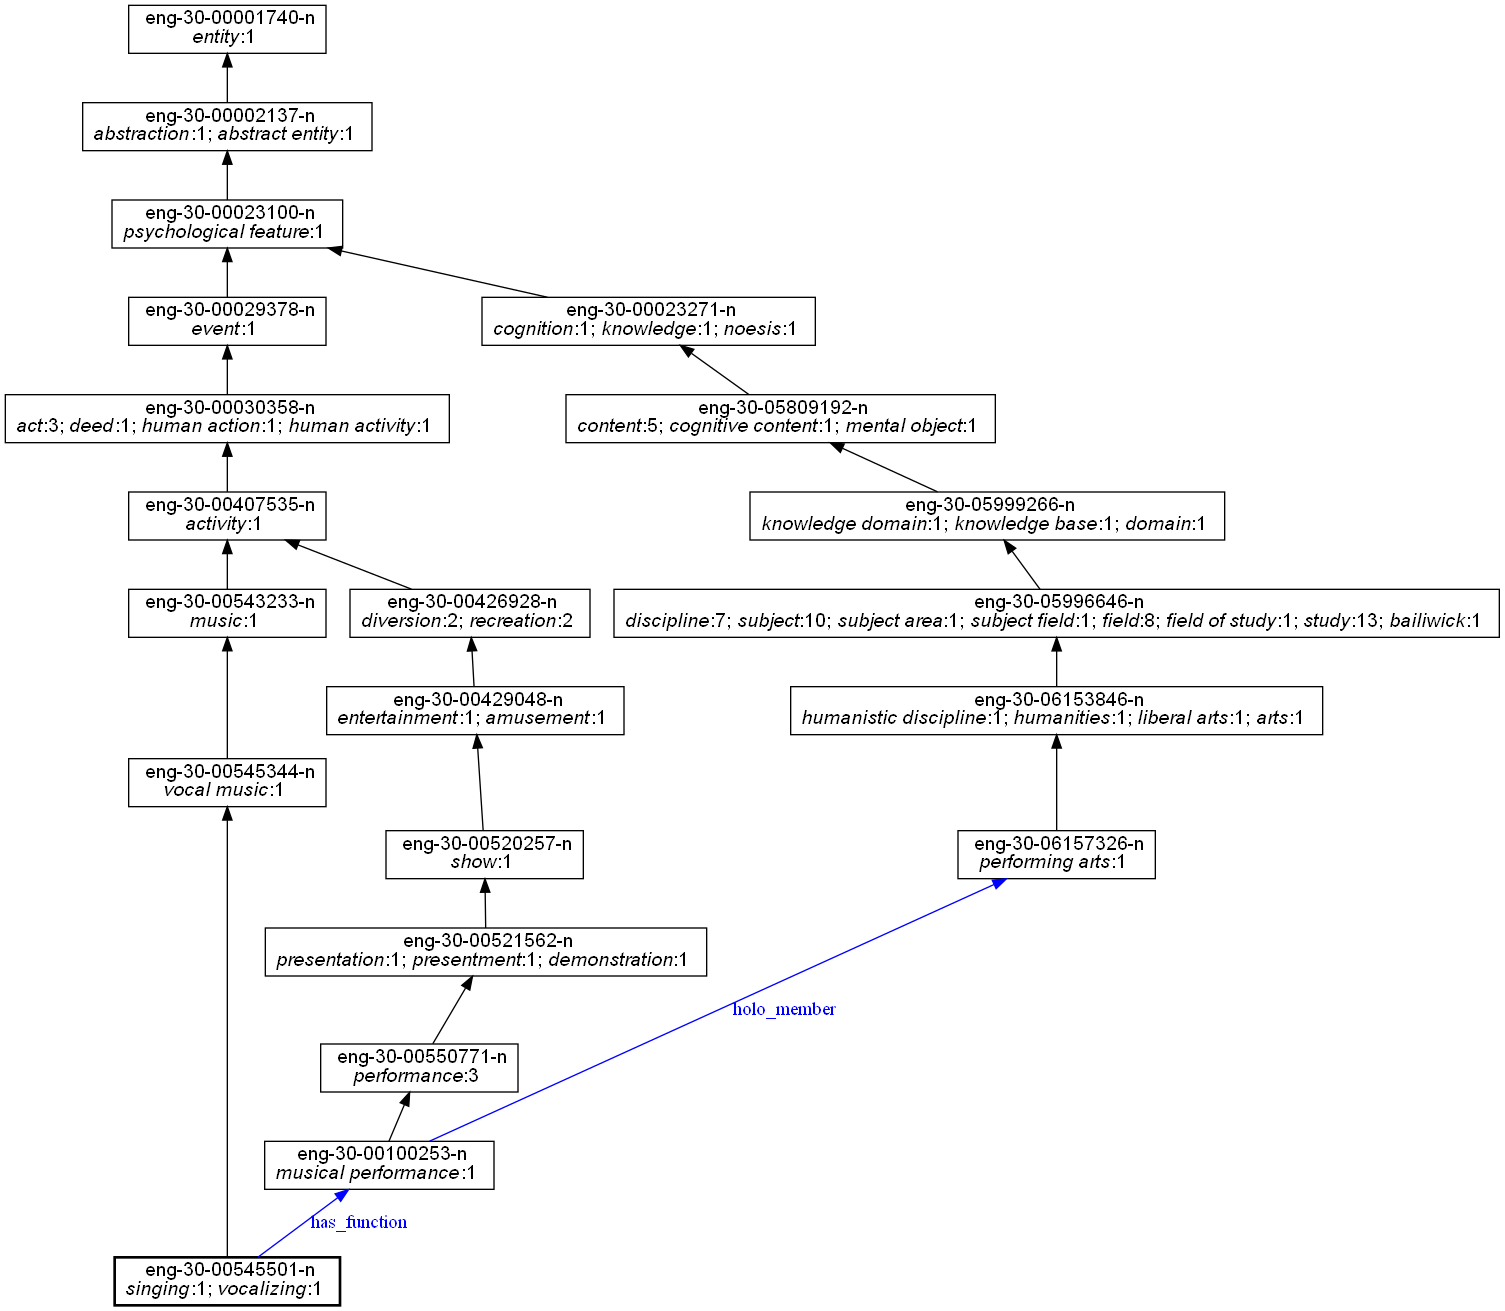 eng-30-00001740-n
entity:1
eng-30-00002137-n
abstraction:1; abstract entity:1
eng-30-00023100-n
psychological feature:1
eng-30-00029378-n
event:1
eng-30-00023271-n
cognition:1; knowledge:1; noesis:1
eng-30-00030358-n
act:3; deed:1; human action:1; human activity:1
eng-30-05809192-n
content:5; cognitive content:1; mental object:1
eng-30-00407535-n
activity:1
eng-30-05999266-n
knowledge domain:1; knowledge base:1; domain:1
eng-30-00543233-n
music:1
eng-30-00426928-n
diversion:2; recreation:2
eng-30-05996646-n
discipline:7; subject:10; subject area:1; subject field:1; field:8; field of study:1; study:13; bailiwick:1
eng-30-00429048-n
entertainment:1; amusement:1
eng-30-06153846-n
humanistic discipline:1; humanities:1; liberal arts:1; arts:1
eng-30-00545344-n
vocal music:1
eng-30-00520257-n
show:1
eng-30-06157326-n
performing arts:1
eng-30-00521562-n
presentation:1; presentment:1; demonstration:1
holo_member
eng-30-00550771-n
performance:3
eng-30-00100253-n
musical performance:1
has_function
eng-30-00545501-n
singing:1; vocalizing:1